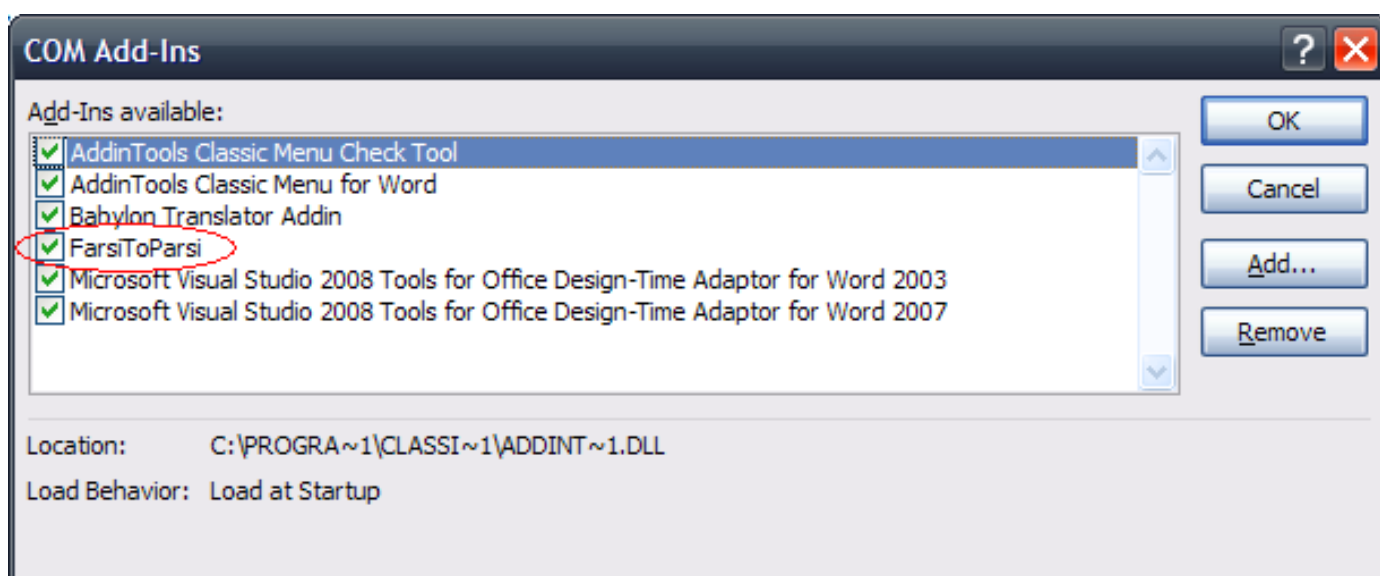 COM Add-Ins
Add-Ins available:
AddinTools Classic Menu Check Tool
AddinTools Classic Menu for Word
Babylon Translator Addin
FarsiToParsi
Microsoft Visual Studio 2008 Tools for Office Design-Time Adaptor for Word 2003
Microsoft Visual Studio 2008 Tools for Office Design-Time Adaptor for Word 2007
OK
Cancel
Add...
Remove
Location: C:\PROGRA~1\CLASSI~1\ADDINT~1.DLL
Load Behavior: Load at Startup